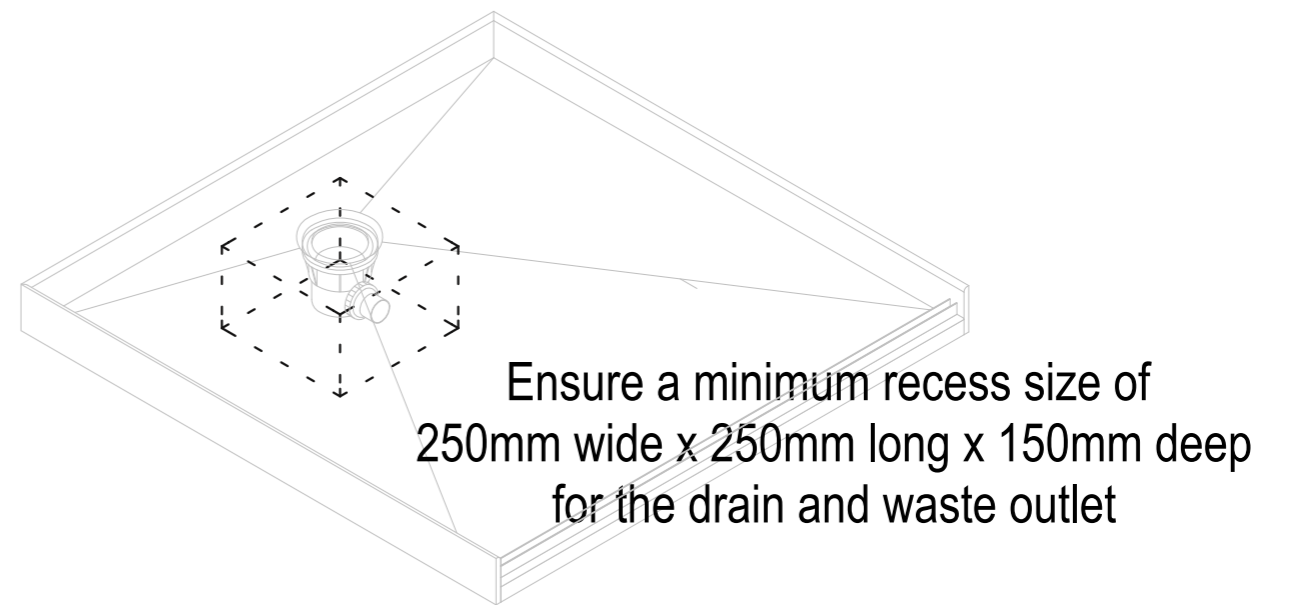 Ensure a minimum recess size of
250mm wide x 250mm long x 150mm deep
for the drain and waste outlet